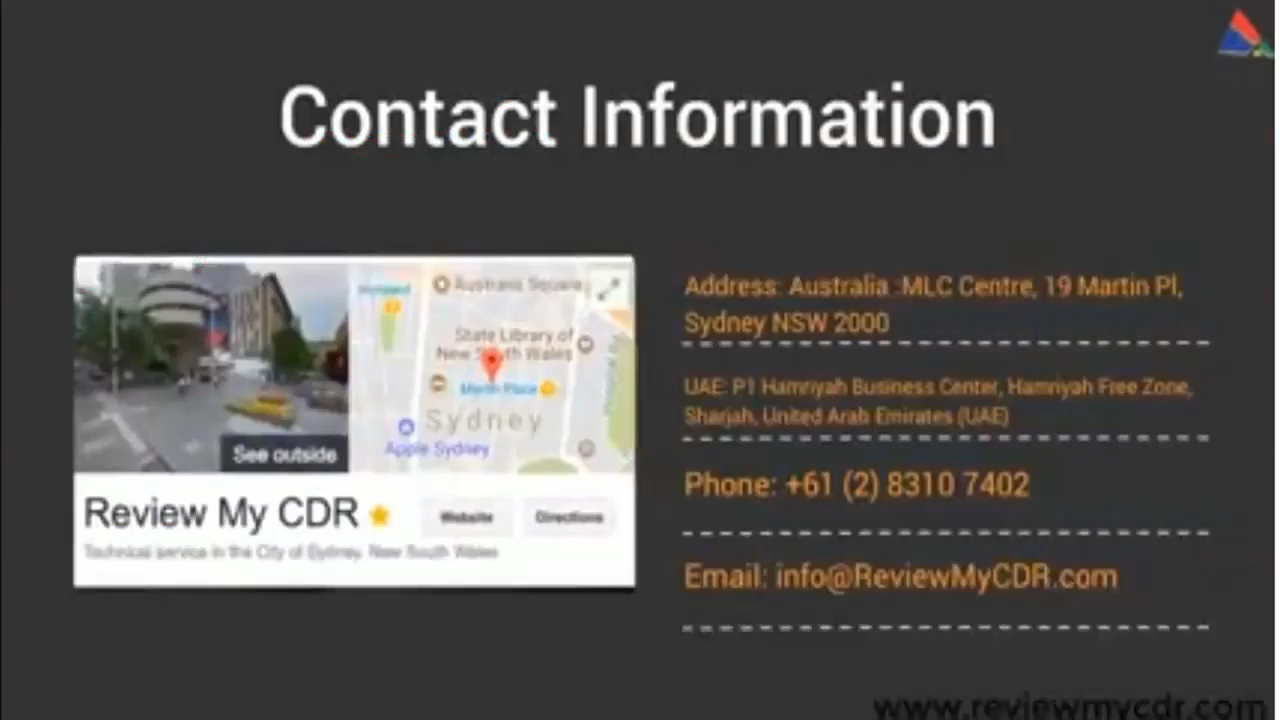 Contact Information
Australia Square
State Library of
New South Wales
Martin Place
Sydney
Apple Sydney
See outside
Review My CDR
Website
Directions
Technical service in the City of Sydney, New South Wales
Address: Australia :MLC Centre, 19 Martin Pl,
Sydney NSW 2000
UAE: P1 Hamriyah Business Center, Hamriyah Free Zone,
Sharjah, United Arab Emirates (UAE)
Phone: +61 (2) 8310 7402
Email: info@ReviewMyCDR.com
www.reviewmycdr.com